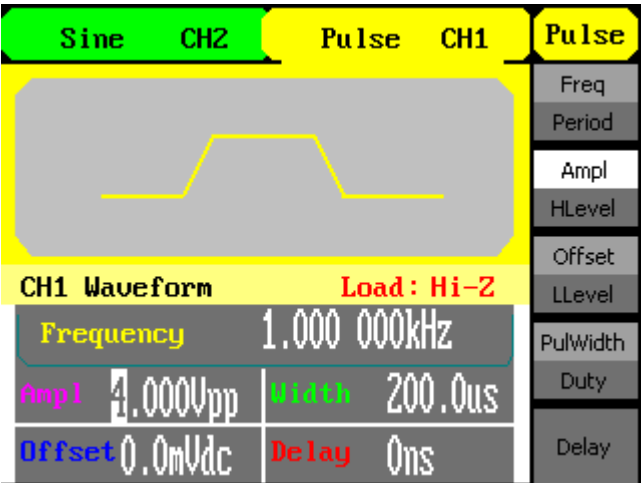 Sine CH2 Pulse CH1 Pulse
Freq
Period
Ampl
HLevel
Offset
LLevel
PulWidth
Duty
Delay
CH1 Waveform Load: Hi-Z
Frequency 1.000 000kHz
Ampl 4.000Vpp Width 200.0us
Offset 0.0mVdc Delay 0ns